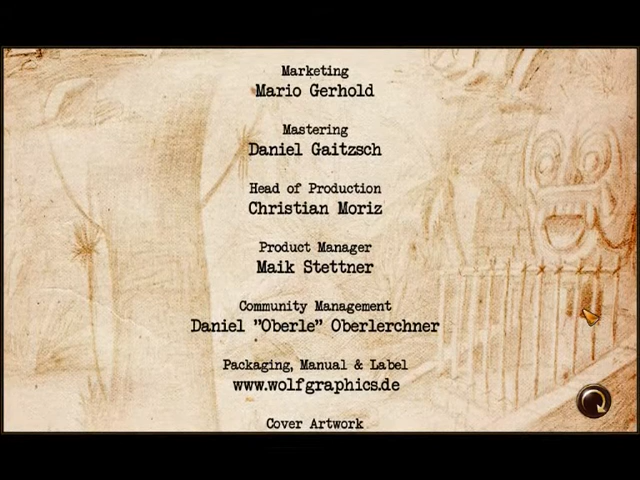 Marketing
Mario Gerhold
Mastering
Daniel Gaitzsch
Head of Production
Christian Moriz
Product Manager
Maik Stettner
Community Management
Daniel "Oberle" Oberlerchner
Packaging, Manual & Label
www.wolfgraphics.de
Cover Artwork